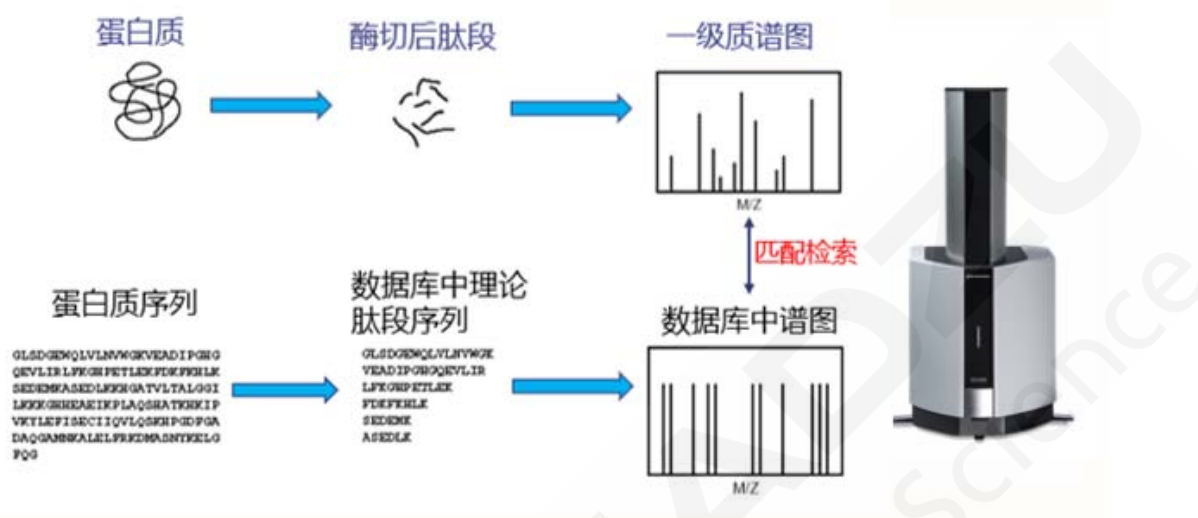 蛋白质
酶切后肽段
一级质谱图
M/Z
匹配检索
蛋白质序列
数据库中理论
肽段序列
数据库中谱图
GLSDGEWQLVLNVWGKVEADIPGHG
QEVLIRLFKGHPETLEKFDKFKHLK
SEDEMKASEDLKKHGATVLTALGGI
LKKKGHHEAEIKPLAQSHATKHKIP
VKYLEFISECIIQVLQSKHPGDFGA
DAQGAMNKALELFRKDMASNYKELG
FQG
GLSDGEWQLVLNVWGK
VEADIPGHGQEVLIR
LFKGHPETLEK
FDKFKHLK
SEDEMK
ASEDLK
M/Z
ADZU
Science